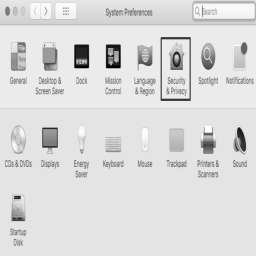 System Preferences
Search
General
Desktop &
Screen Saver
Dock
Mission
Control
Language
& Region
Security
& Privacy
Spotlight
Notifications
CDs & DVDs
Displays
Energy
Saver
Keyboard
Mouse
Trackpad
Printers &
Scanners
Sound
Startup
Disk